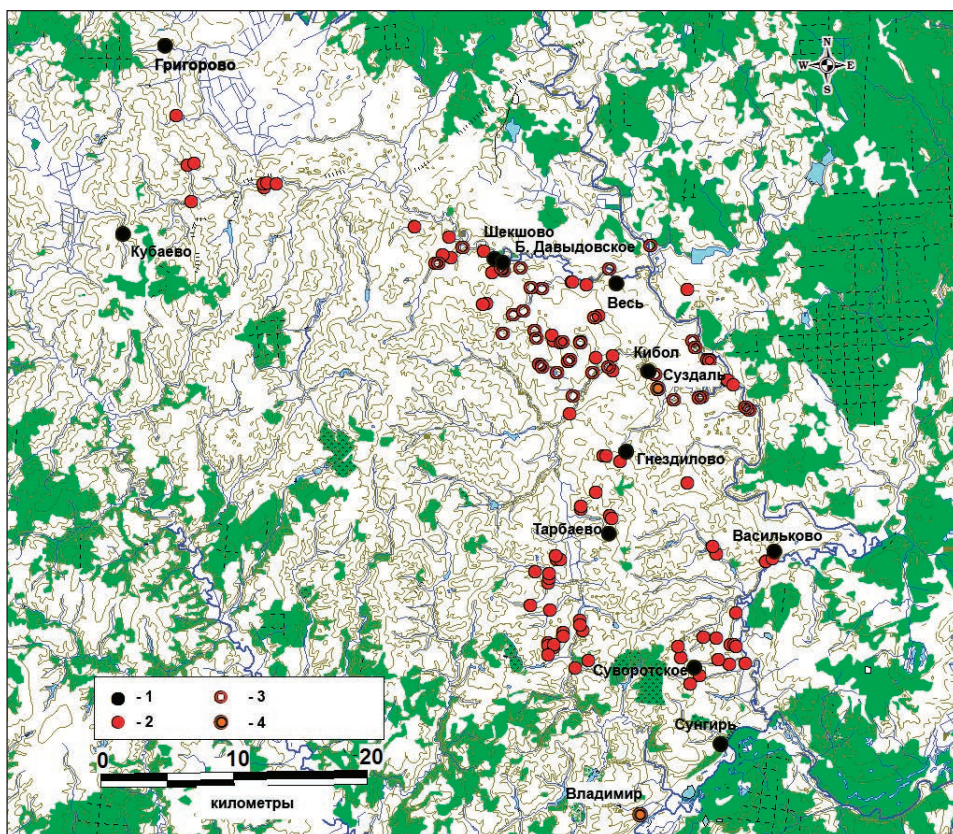 Григорово
N
W E
S
Шекшово
Б. Давыдовское
Кубаево
Весь
Кибол
Суздаль
Гнездилово
Тарбаево
Васильково
Суворотское
- 1 - 3
- 2 - 4
Сунгирь
0 10 20
километры
Владимир